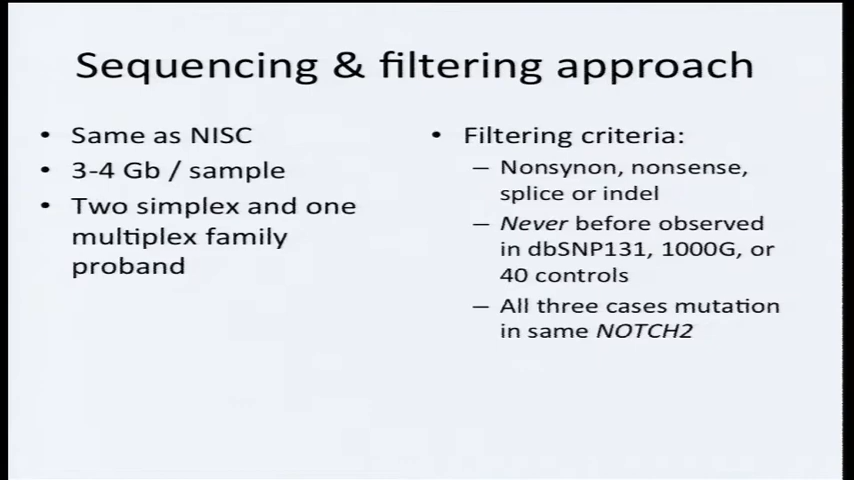 Sequencing & filtering approach
• Same as NISC
• 3-4 Gb / sample
• Two simplex and one
multiplex family
proband
• Filtering criteria:
– Nonsynon, nonsense,
splice or indel
– Never before observed
in dbSNP131, 1000G, or
40 controls
– All three cases mutation
in same NOTCH2